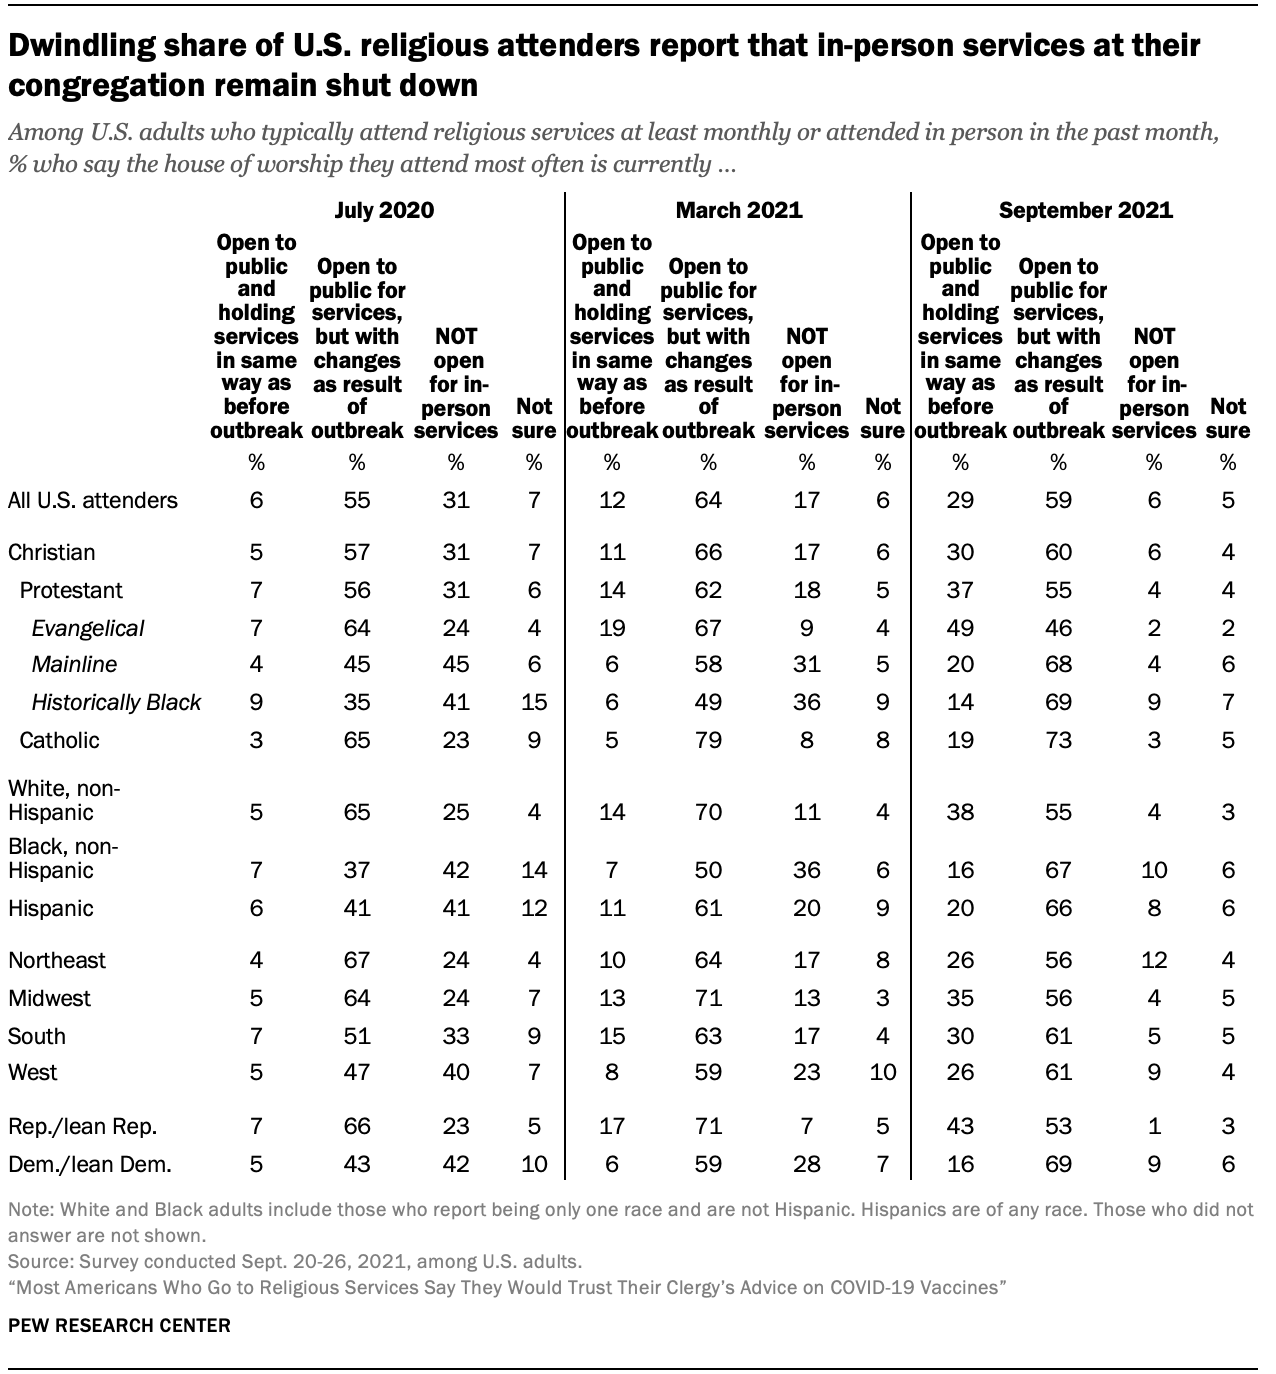 Dwindling share of U.S. religious attenders report that in-person services at their
congregation remain shut down
Among U.S. adults who typically attend religious services at least monthly or attended in person in the past month,
% who say the house of worship they attend most often is currently ...
July 2020 March 2021 September 2021
Open to Open to Open to
public Open to public Open to public Open to
and public for and public for and public for
holding services, holding services, holding services,
services but with NOT services but with NOT services but with NOT
in same changes open in same changes open in same changes open
way as as result for in- way as as result for in- way as as result for in-
before of person Not before of person Not before of person Not
outbreak outbreak services sure outbreak outbreak services sure outbreak outbreak services sure
% % % % % % % % % % % %
All U.S. attenders 6 55 31 7 12 64 17 6 29 59 6 5
Christian 5 57 31 7 11 66 17 6 30 60 6 4
Protestant 7 56 31 6 14 62 18 5 37 55 4 4
Evangelical 7 64 24 4 19 67 9 4 49 46 2 2
Mainline 4 45 45 6 6 58 31 5 20 68 4 6
Historically Black 9 35 41 15 6 49 36 9 14 69 9 7
Catholic 3 65 23 9 5 79 8 8 19 73 3 5
White, non-
Hispanic 5 65 25 4 14 70 11 4 38 55 4 3
Black, non-
Hispanic 7 37 42 14 7 50 36 6 16 67 10 6
Hispanic 6 41 41 12 11 61 20 9 20 66 8 6
Northeast 4 67 24 4 10 64 17 8 26 56 12 4
Midwest 5 64 24 7 13 71 13 3 35 56 4 5
South 7 51 33 9 15 63 17 4 30 61 5 5
West 5 47 40 7 8 59 23 10 26 61 9 4
Rep./lean Rep. 7 66 23 5 17 71 7 5 43 53 1 3
Dem./lean Dem. 5 43 42 10 6 59 28 7 16 69 9 6
Note: White and Black adults include those who report being only one race and are not Hispanic. Hispanics are of any race. Those who did not
answer are not shown.
Source: Survey conducted Sept. 20-26, 2021, among U.S. adults.
“Most Americans Who Go to Religious Services Say They Would Trust Their Clergy’s Advice on COVID-19 Vaccines”
PEW RESEARCH CENTER